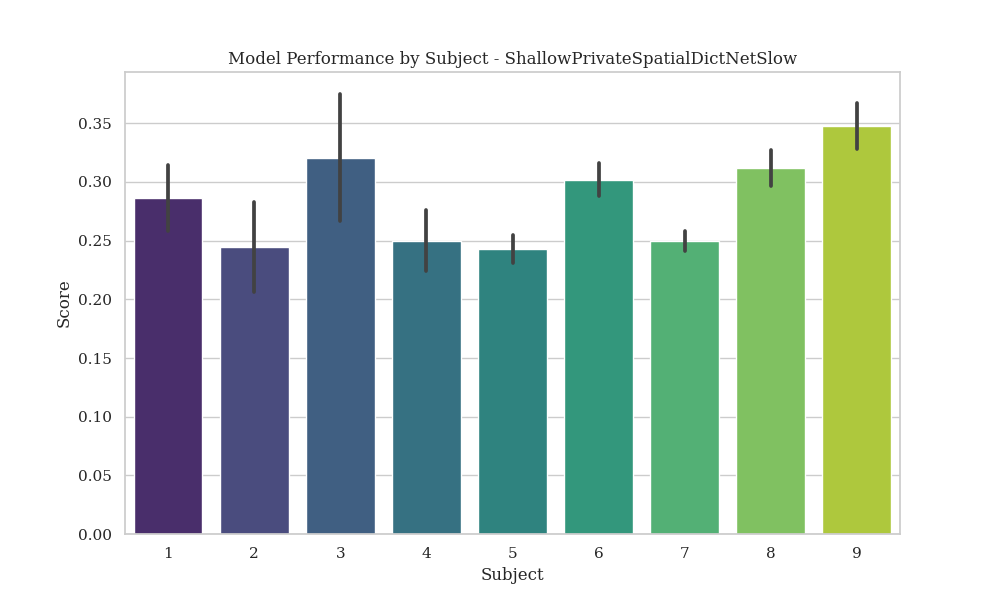 Model Performance by Subject - ShallowPrivateSpatialDictNetSlow
Score
0.35
0.30
0.25
0.20
0.15
0.10
0.05
0.00
1 2 3 4 5 6 7 8 9
Subject